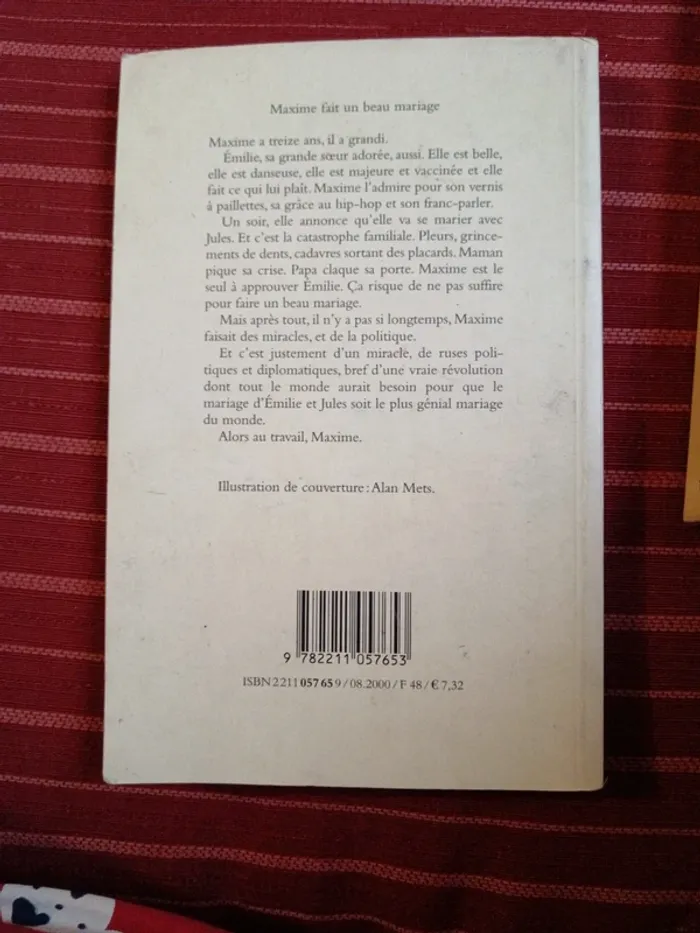 Maxime fait un beau mariage
Maxime a treize ans, il a grandi.
Émilie, sa grande sœur adorée, aussi. Elle est belle,
elle est danseuse, elle est majeure et vaccinée et elle
fait ce qui lui plaît. Maxime l'admire pour son vernis
à paillettes, sa grâce au hip-hop et son franc-parler.
Un soir, elle annonce qu'elle va se marier avec
Jules. Et c'est la catastrophe familiale. Pleurs, grince-
ments de dents, cadavres sortant des placards. Maman
pique sa crise. Papa claque sa porte. Maxime est le
seul à approuver Émilie. Ça risque de ne pas suffire
pour faire un beau mariage.
Mais après tout, il n'y a pas si longtemps, Maxime
faisait des miracles, et de la politique.
Et c'est justement d'un miracle, de ruses poli-
tiques et diplomatiques, bref d'une vraie révolution
dont tout le monde aurait besoin pour que le
mariage d'Émilie et Jules soit le plus génial mariage
du monde.
Alors au travail, Maxime.
Illustration de couverture : Alan Mets.
9 782211 057653
ISBN 2 211 057 65 9 / 08.2000 / F 48 / € 7,32